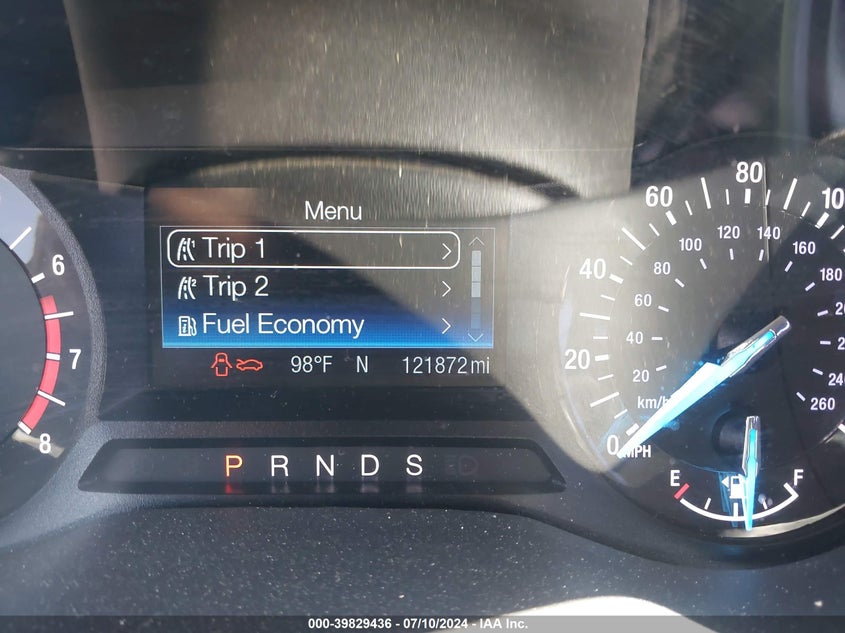 Menu
Trip 1
Trip 2
Fuel Economy
98°F N 121872 mi
P R N D S
6
7
8
0 20 40 60 80
20 40 60 80 100 120 140 160 180
260
km/h
MPH
E F
000-39829436 - 07/10/2024 - IAA Inc.